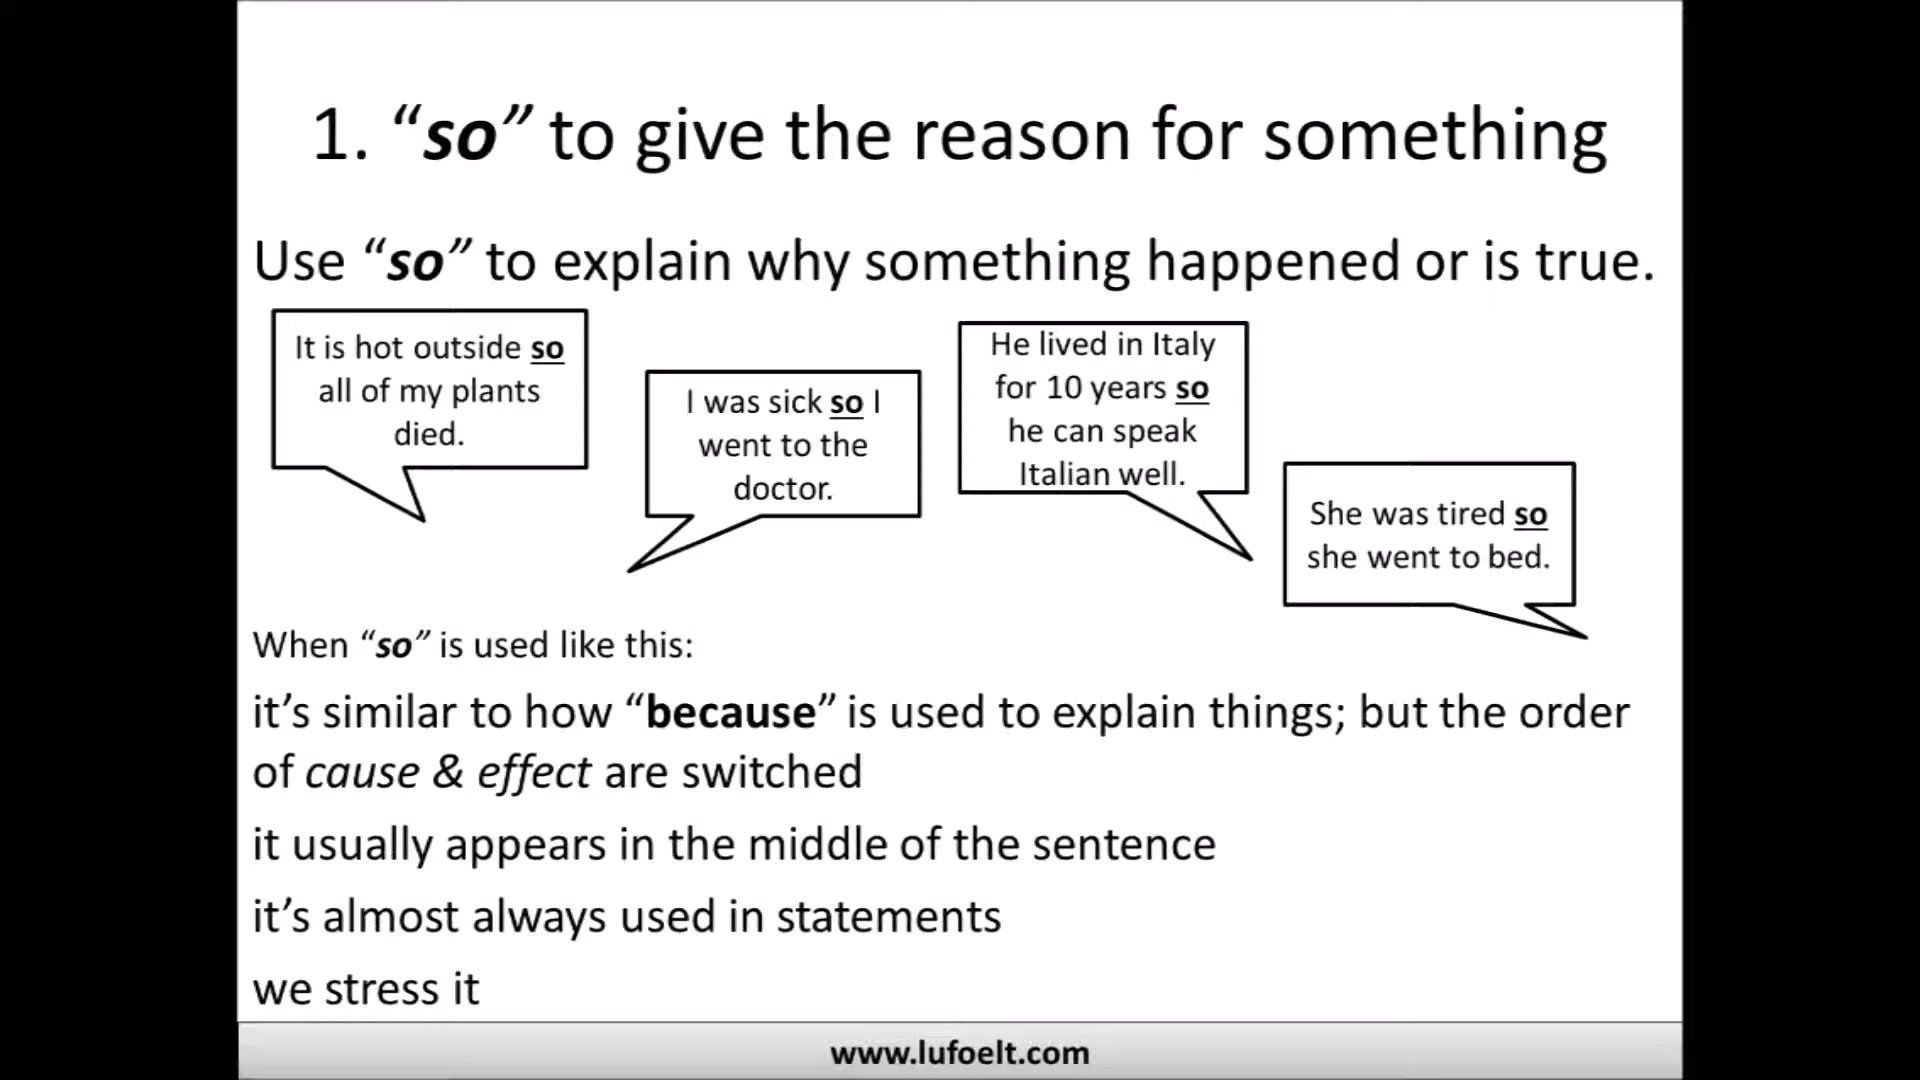 1. “so” to give the reason for something
Use “so” to explain why something happened or is true.
It is hot outside so
all of my plants
died.
I was sick so I
went to the
doctor.
He lived in Italy
for 10 years so
he can speak
Italian well.
She was tired so
she went to bed.
When “so” is used like this:
it’s similar to how “because” is used to explain things; but the order
of cause & effect are switched
it usually appears in the middle of the sentence
it’s almost always used in statements
we stress it
www.lufoelt.com